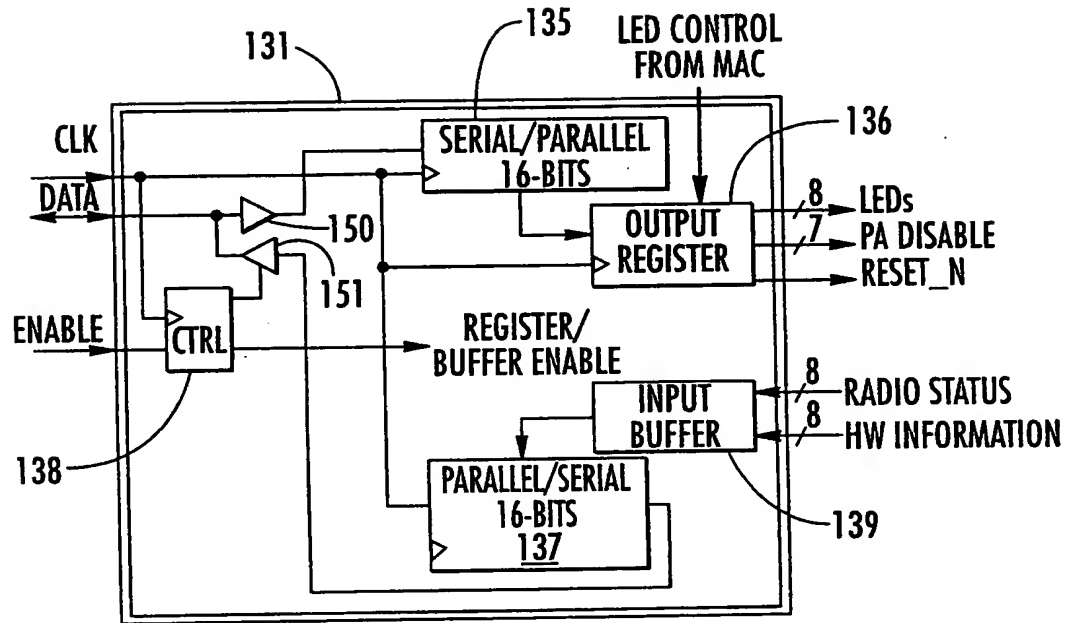 135
LED CONTROL
FROM MAC
131
136
CLK
SERIAL/PARALLEL
16-BITS
DATA
150
OUTPUT
REGISTER
8
LEDs
7
PA DISABLE
RESET_N
151
ENABLE
CTRL
REGISTER/
BUFFER ENABLE
138
INPUT
BUFFER
8
RADIO STATUS
8
HW INFORMATION
PARALLEL/SERIAL
16-BITS
137
139